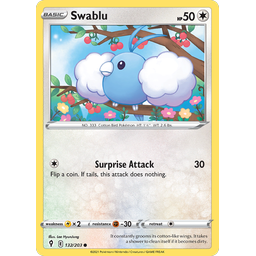 BASIC Swablu HP50
NO. 333 Cotton Bird Pokémon HT: 1'4" WT: 2.6 lbs.
Surprise Attack 30
Flip a coin. If tails, this attack does nothing.
weakness ×2 resistance -30 retreat
Illus. Lee HyunJung
It constantly grooms its cotton-like wings. It takes
a shower to clean itself if it becomes dirty.
132/203